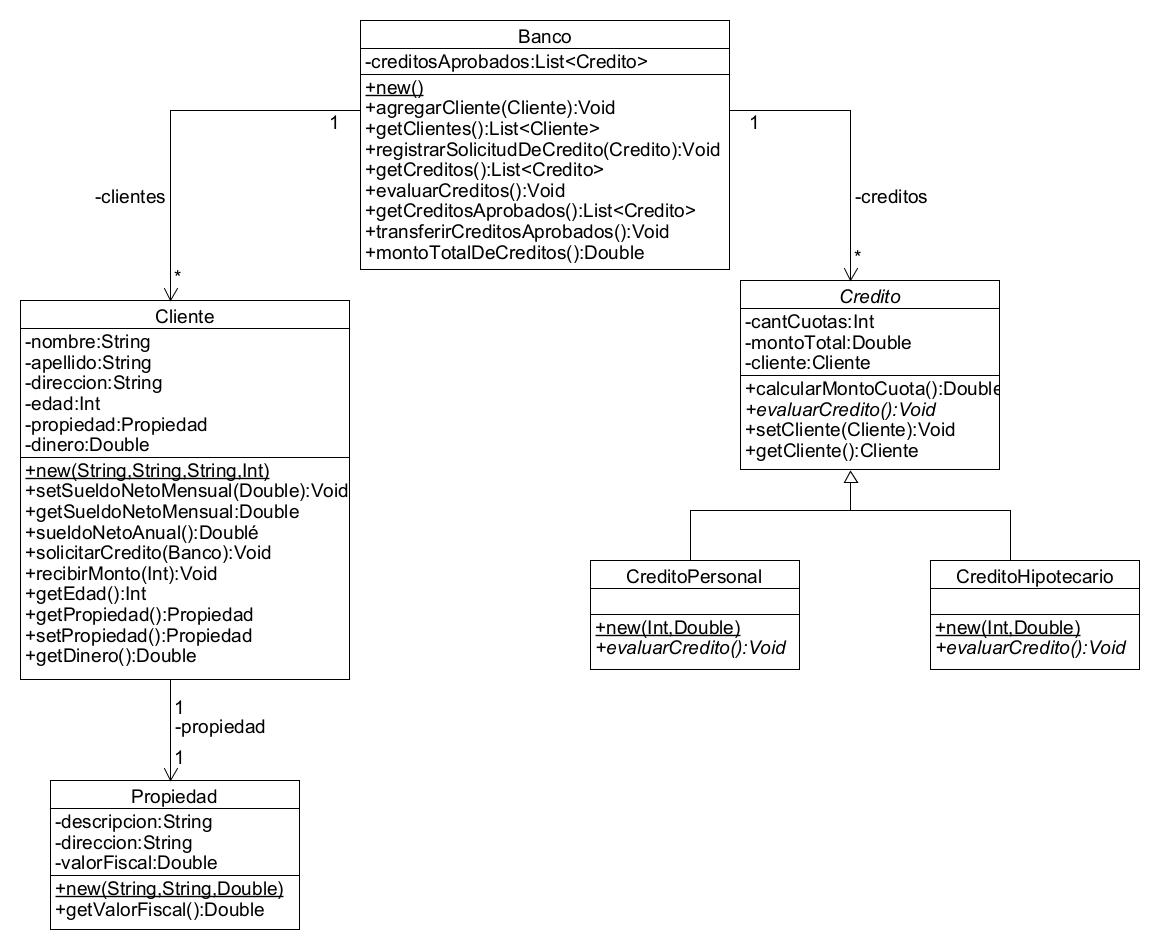 Banco
-creditosAprobados:List<Credito>
+new()
+agregarCliente(Cliente):Void
+getClientes():List<Cliente>
+registrarSolicitudDeCredito(Credito):Void
+getCreditos():List<Credito>
+evaluarCreditos():Void
+getCreditosAprobados():List<Credito>
+transferirCreditosAprobados():Void
+montoTotalDeCreditos():Double
1
-clientes
*
1
-creditos
*
Cliente
-nombre:String
-apellido:String
-direccion:String
-edad:Int
-propiedad:Propiedad
-dinero:Double
+new(String,String,String,Int)
+setSueldoNetoMensual(Double):Void
+getSueldoNetoMensual:Double
+sueldoNetoAnual():Doublé
+solicitarCredito(Banco):Void
+recibirMonto(Int):Void
+getEdad():Int
+getPropiedad():Propiedad
+setPropiedad():Propiedad
+getDinero():Double
Credito
-cantCuotas:Int
-montoTotal:Double
-cliente:Cliente
+calcularMontoCuota():Double
+evaluarCredito():Void
+setCliente(Cliente):Void
+getCliente():Cliente
CreditoPersonal
+new(Int,Double)
+evaluarCredito():Void
CreditoHipotecario
+new(Int,Double)
+evaluarCredito():Void
1
-propiedad
1
Propiedad
-descripcion:String
-direccion:String
-valorFiscal:Double
+new(String,String,Double)
+getValorFiscal():Double